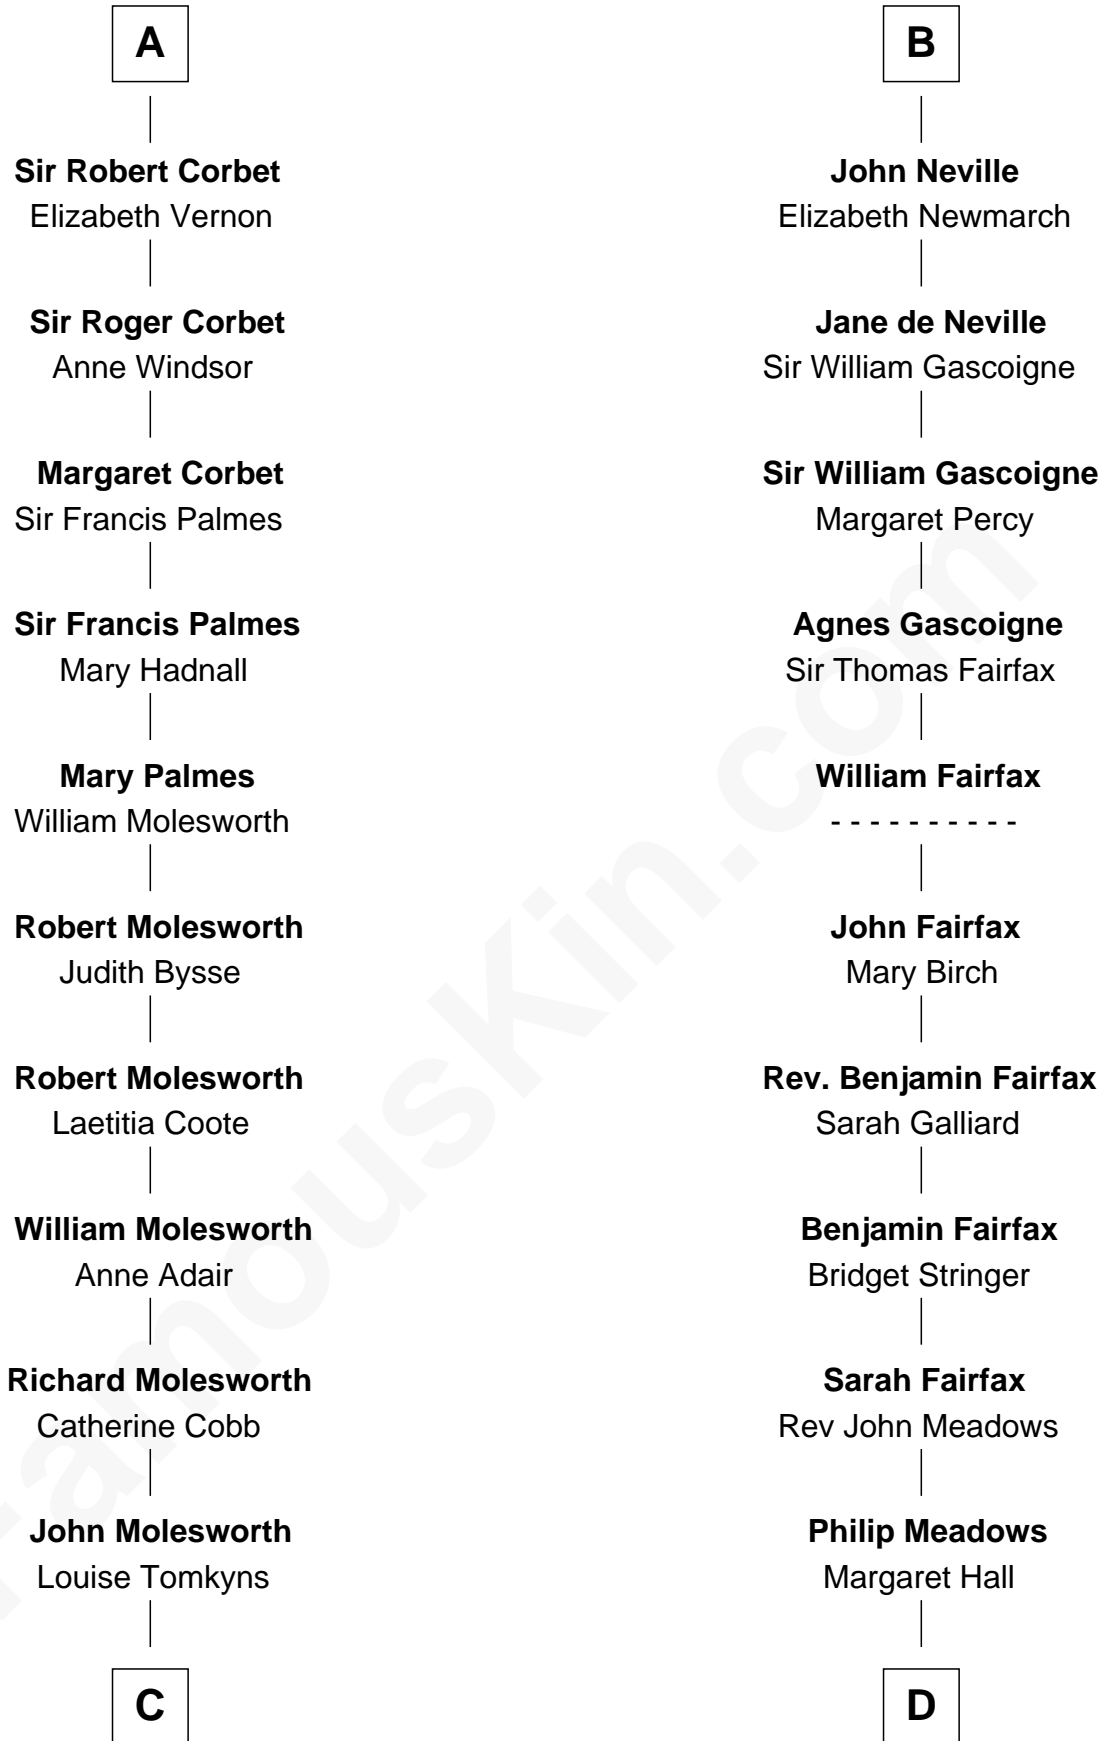 A
Sir Robert Corbet
Elizabeth Vernon
Sir Roger Corbet
Anne Windsor
Margaret Corbet
Sir Francis Palmes
Sir Francis Palmes
Mary Hadnall
Mary Palmes
William Molesworth
Robert Molesworth
Judith Bysse
Robert Molesworth
Laetitia Coote
William Molesworth
Anne Adair
Richard Molesworth
Catherine Cobb
John Molesworth
Louise Tomkyns
C
B
John Neville
Elizabeth Newmarch
Jane de Neville
Sir William Gascoigne
Sir William Gascoigne
Margaret Percy
Agnes Gascoigne
Sir Thomas Fairfax
William Fairfax
- - - - - - - - - -
John Fairfax
Mary Birch
Rev. Benjamin Fairfax
Sarah Galliard
Benjamin Fairfax
Bridget Stringer
Sarah Fairfax
Rev John Meadows
Philip Meadows
Margaret Hall
D
FamousKin.com